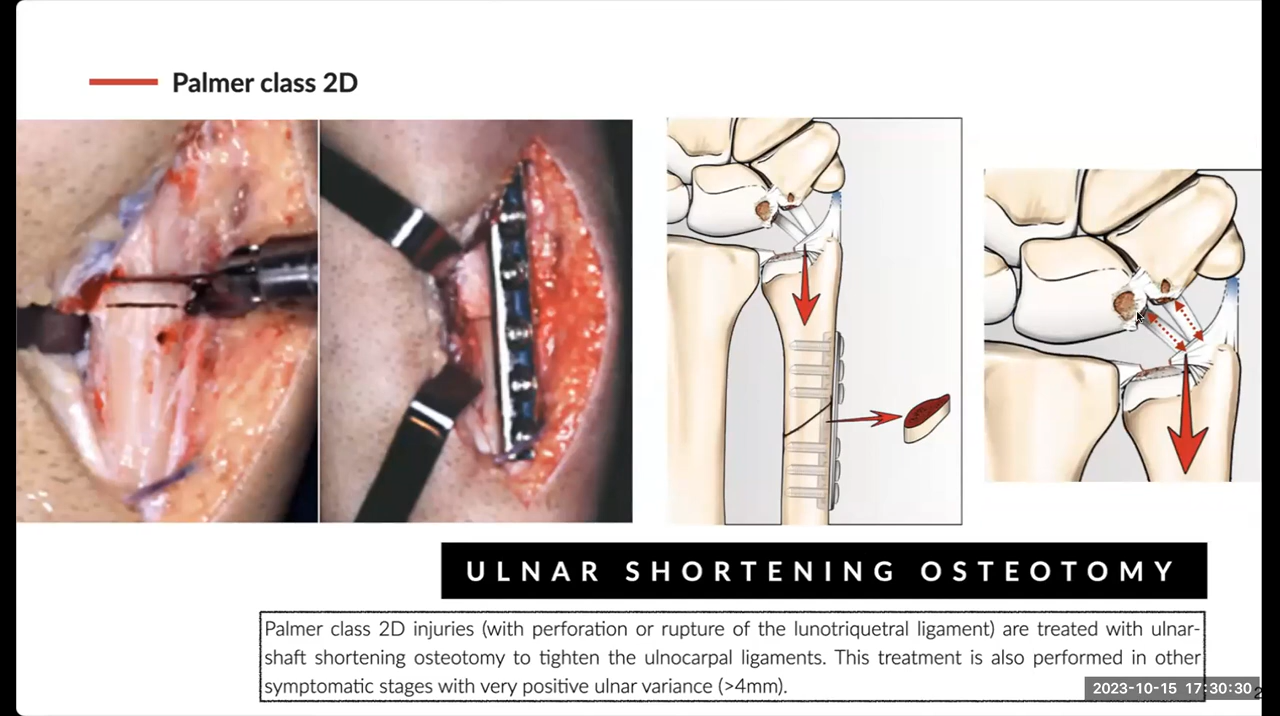 Palmer class 2D
ULNAR SHORTENING OSTEOTOMY
Palmer class 2D injuries (with perforation or rupture of the lunotriquetral ligament) are treated with ulnar-
shaft shortening osteotomy to tighten the ulnocarpal ligaments. This treatment is also performed in other
symptomatic stages with very positive ulnar variance (>4mm).
2023-10-15 17:30:30